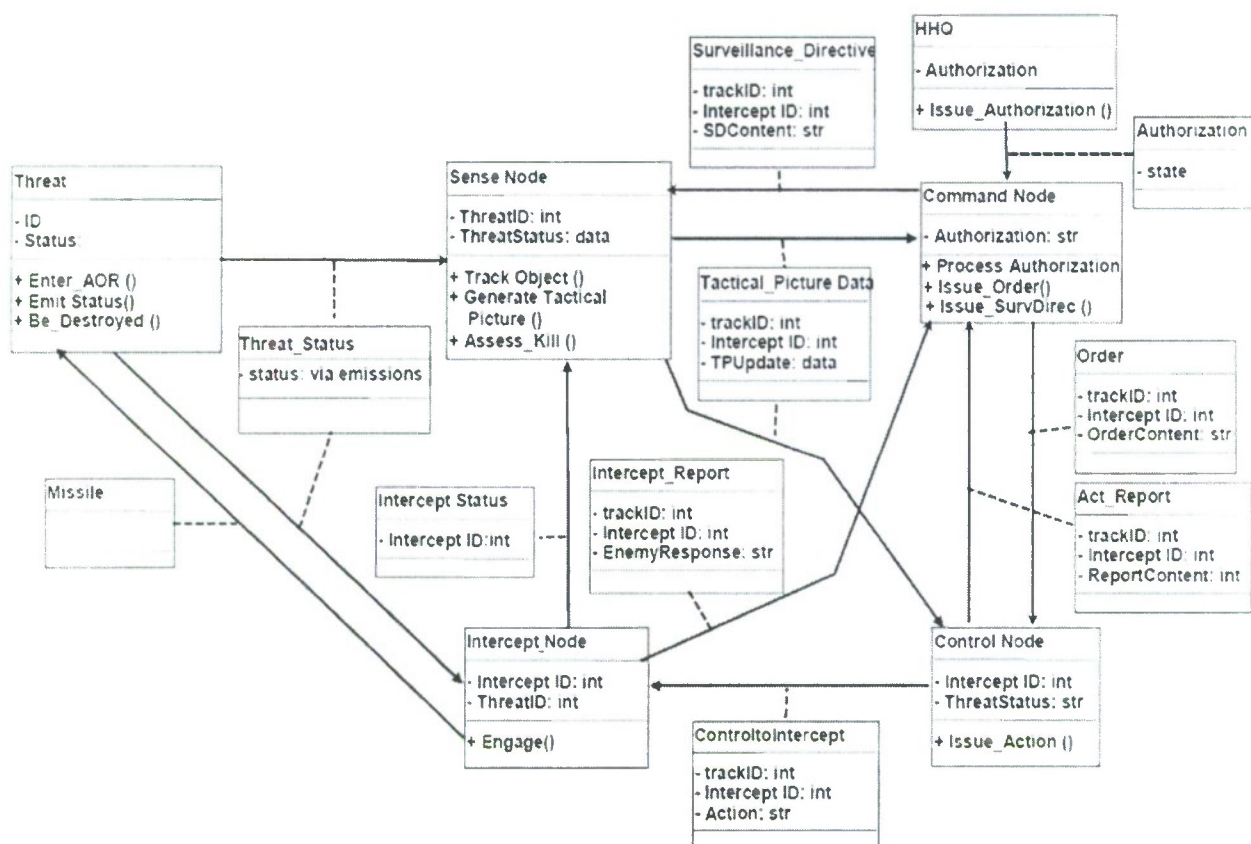 Surveillance_Directive
- trackID: int
- Intercept ID: int
- SDContent: str
HHQ
- Authorization
+ Issue_Authorization ()
Authorization
- state
Threat
- ID
- Status:
+ Enter_AOR ()
+ Emit Status()
+ Be_Destroyed ()
Sense Node
- ThreatID: int
- ThreatStatus: data
+ Track Object ()
+ Generate Tactical
Picture ()
+ Assess_Kill ()
Command Node
- Authorization: str
+ Process Authorization
+ Issue_Order()
+ Issue_SurvDirec ()
Threat_Status
- status: via emissions
Tactical_Picture Data
- trackID: int
- Intercept ID: int
- TPUpdate: data
Order
- trackID: int
- Intercept ID: int
- OrderContent: str
Missile
Intercept Status
- Intercept ID:int
Intercept_Report
- trackID: int
- Intercept ID: int
- EnemyResponse: str
Act_Report
- trackID: int
- Intercept ID: int
- ReportContent: int
Intercept_Node
- Intercept ID: int
- ThreatID: int
+ Engage()
Control Node
- Intercept ID: int
- ThreatStatus: str
+ Issue_Action ()
ControltoIntercept
- trackID: int
- Intercept ID: int
- Action: str